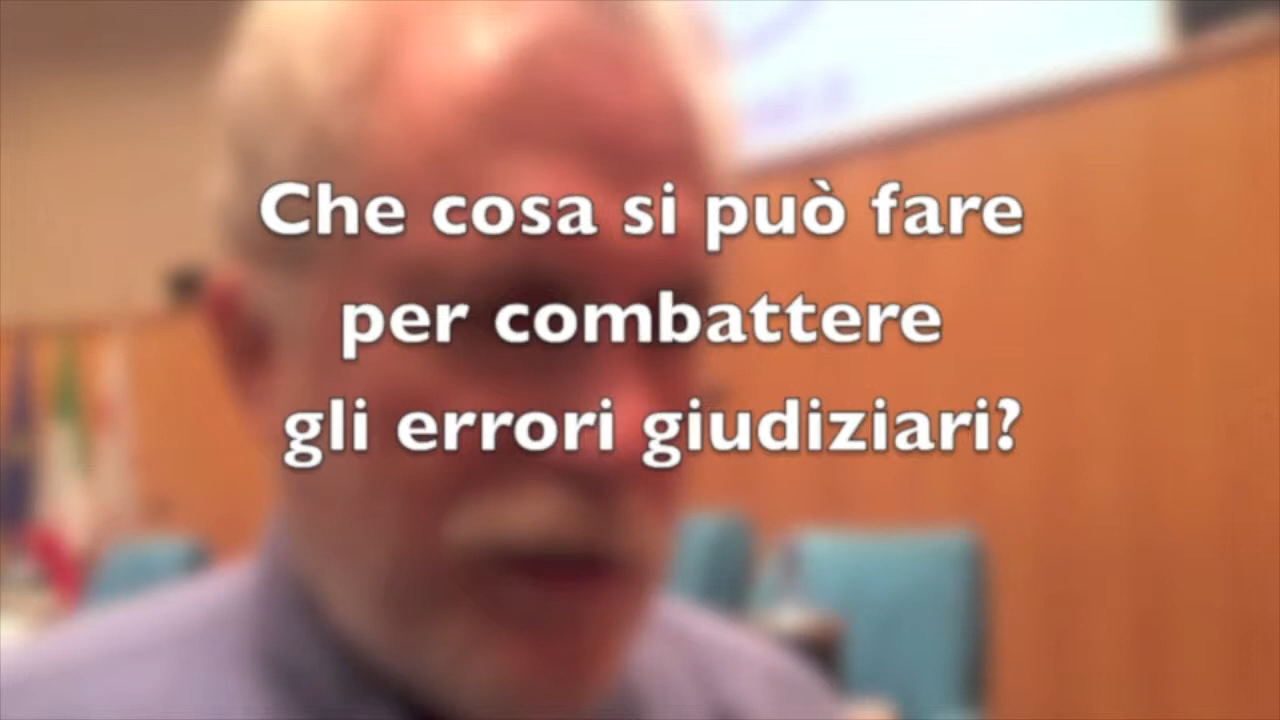 Che cosa si può fare
per combattere
gli errori giudiziari?